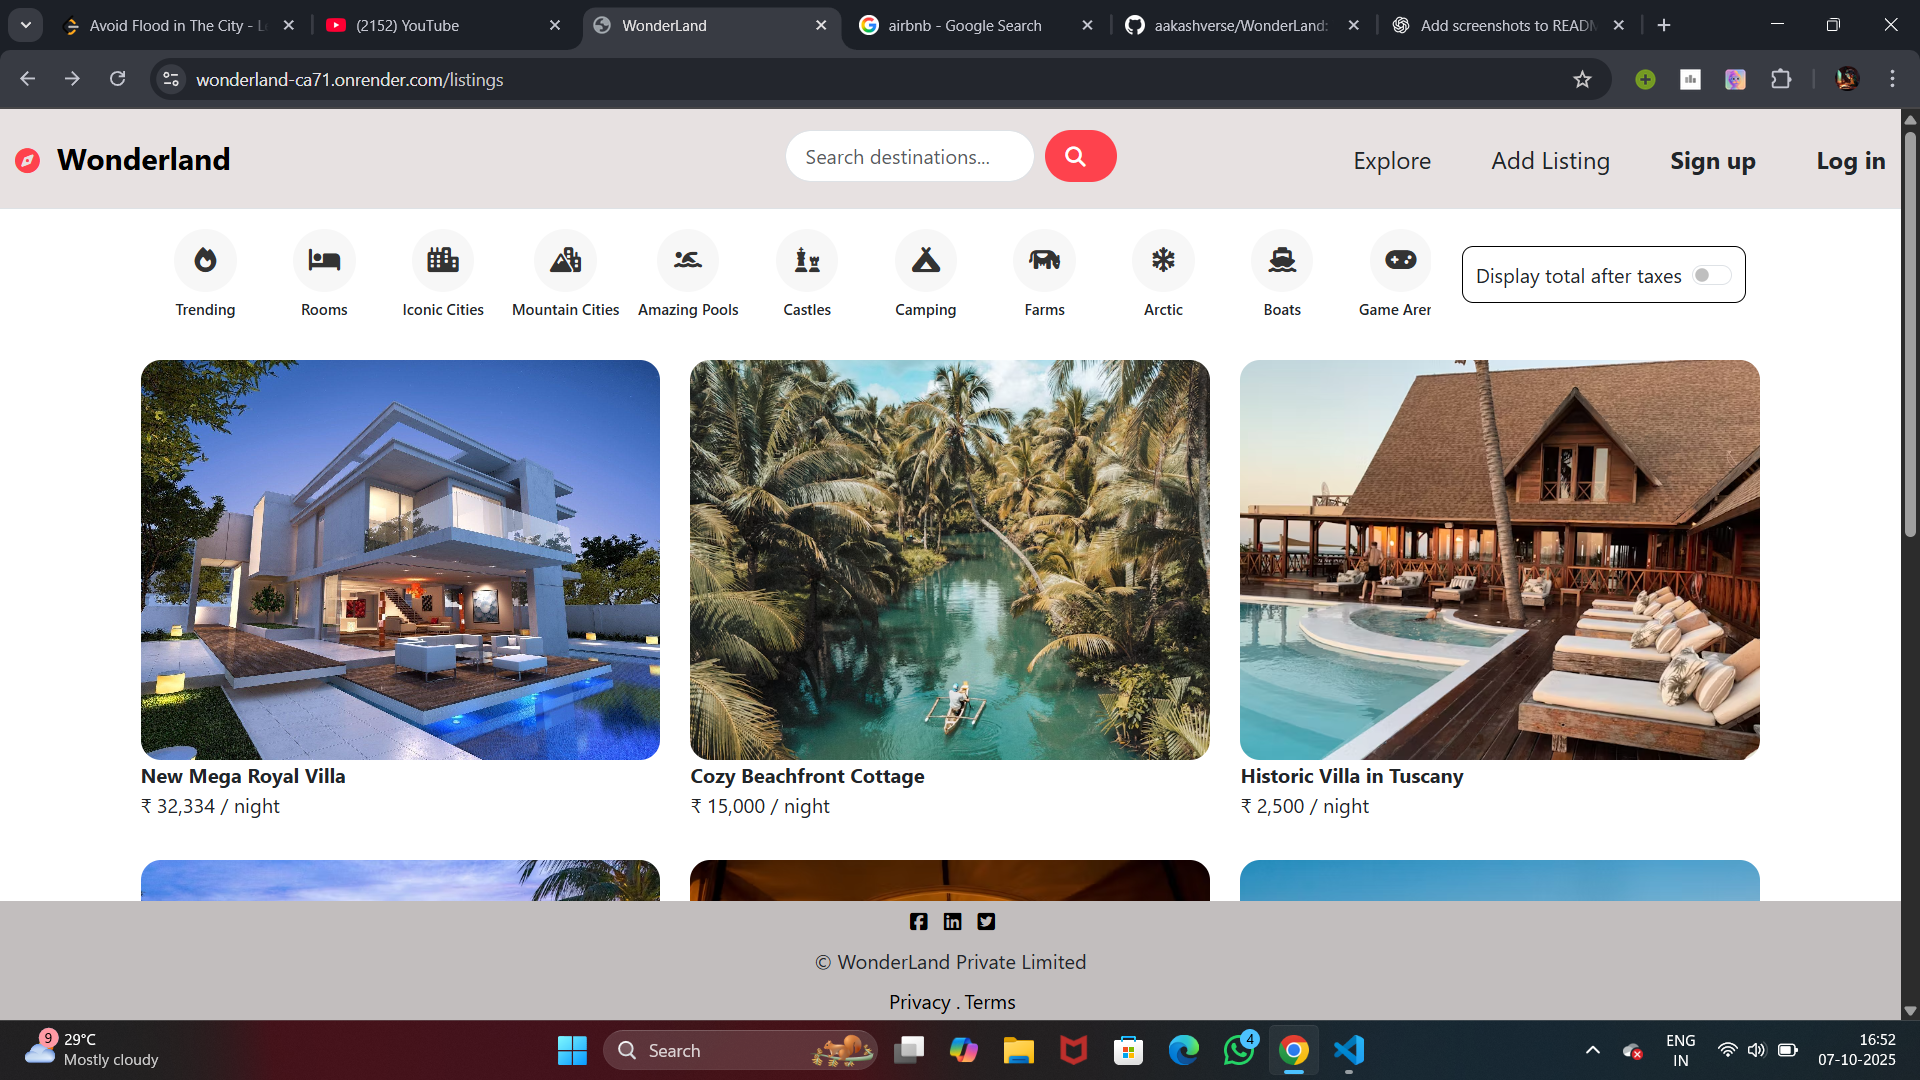 Avoid Flood in The City - L
(2152) YouTube
WonderLand
airbnb - Google Search
aakashverse/WonderLand:
Add screenshots to READM
wonderland-ca71.onrender.com/listings
Wonderland
Search destinations...
Explore
Add Listing
Sign up
Log in
Trending
Rooms
Iconic Cities
Mountain Cities
Amazing Pools
Castles
Camping
Farms
Arctic
Boats
Game Aren
Display total after taxes
New Mega Royal Villa
₹ 32,334 / night
Cozy Beachfront Cottage
₹ 15,000 / night
Historic Villa in Tuscany
₹ 2,500 / night
© WonderLand Private Limited
Privacy . Terms
9
29°C
Mostly cloudy
Search
4
ENG
IN
16:52
07-10-2025